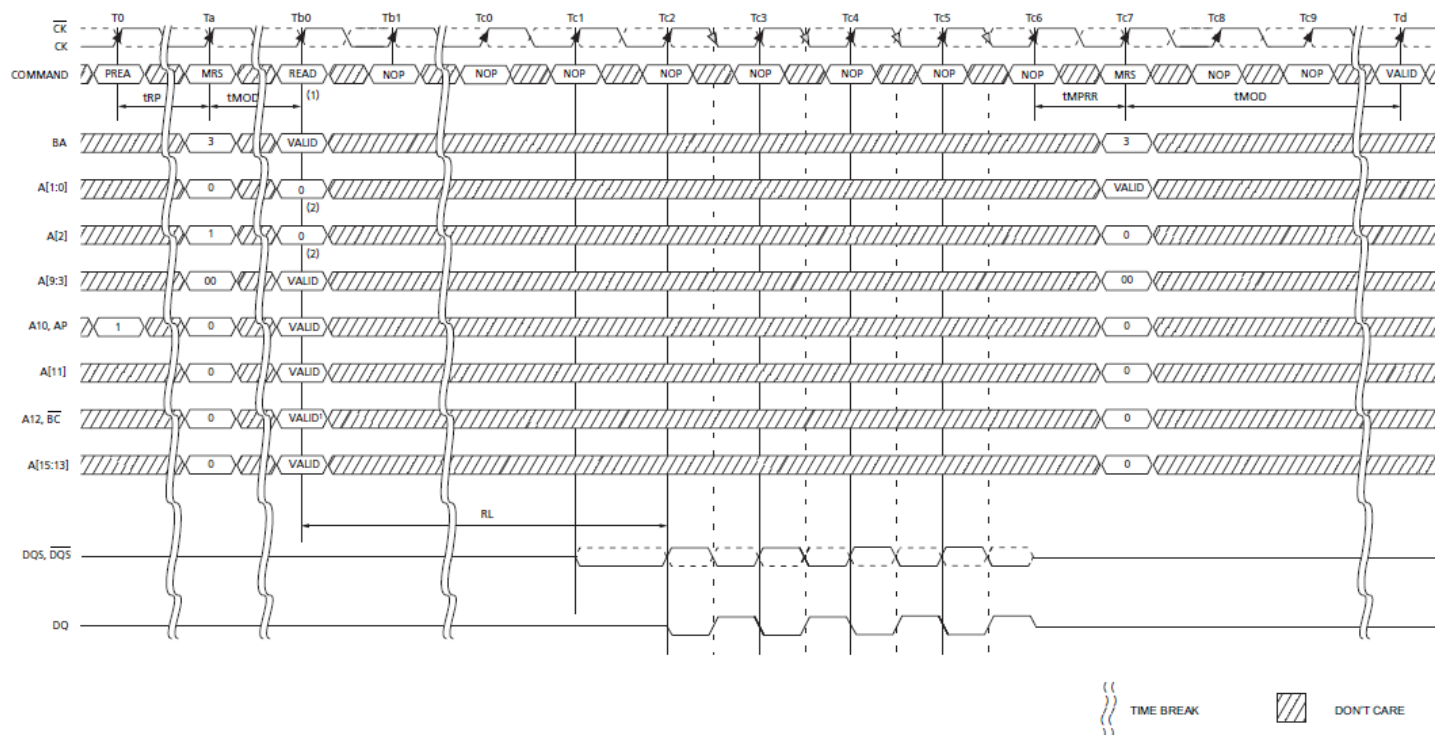 T0 Ta Tb0 Tb1 Tc0 Tc1 Tc2 Tc3 Tc4 Tc5 Tc6 Tc7 Tc8 Tc9 Td
CK
CK
COMMAND PREA MRS READ NOP NOP NOP NOP NOP NOP NOP NOP MRS NOP NOP VALID
tRP tMOD (1) tMPRR tMOD
BA 3 VALID 3
A[1:0] 0 0 VALID
(2)
A[2] 1 0 0
(2)
A[9:3] 00 VALID 00
A10, AP 1 0 VALID 0
A[11] 0 VALID 0
A12, BC 0 VALID¹ 0
A[15:13] 0 VALID 0
RL
DQS, DQS
DQ
TIME BREAK DON'T CARE